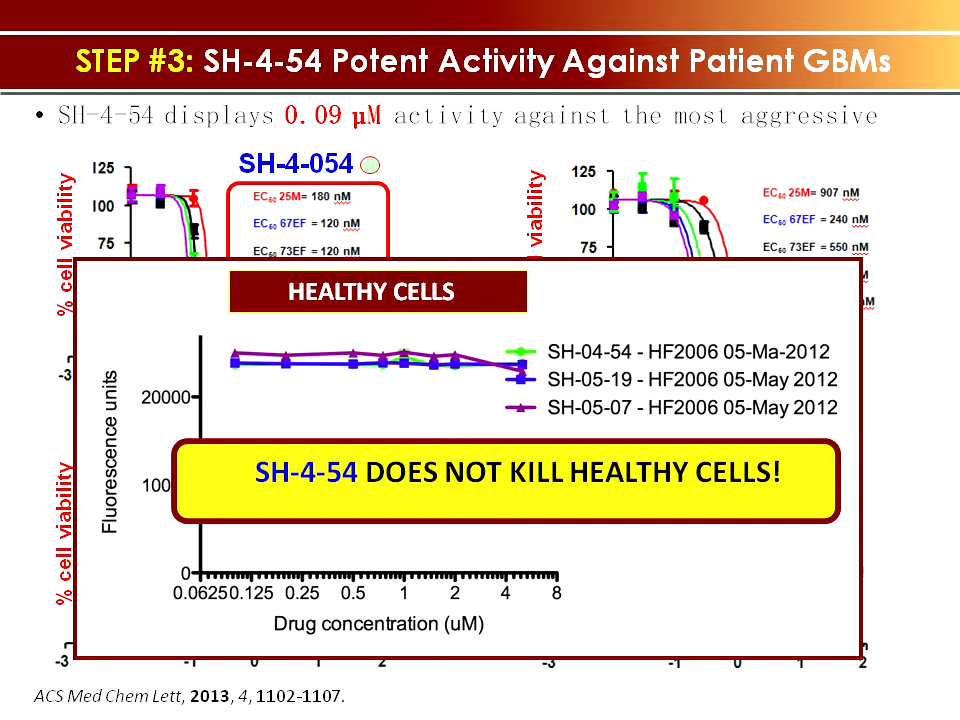 STEP #3: SH-4-54 Potent Activity Against Patient GBMs
• SH-4-54 displays 0.09 µM activity against the most aggressive
SH-4-054
125
100
75
% cell viability
EC50 25M= 180 nM
EC50 67EF = 120 nM
EC50 73EF = 120 nM
125
100
75
viability
EC50 25M= 907 nM
EC50 67EF = 240 nM
EC50 73EF = 550 nM
M
nM
-3
HEALTHY CELLS
SH-04-54 - HF2006 05-Ma-2012
SH-05-19 - HF2006 05-May 2012
SH-05-07 - HF2006 05-May 2012
Fluorescence units
20000
100
0
SH-4-54 DOES NOT KILL HEALTHY CELLS!
0.0625 0.125 0.25 0.5 1 2 4 8
Drug concentration (uM)
% cell viability
-3 -1 0 1 2
-3 -1 0 1 2
ACS Med Chem Lett, 2013, 4, 1102-1107.